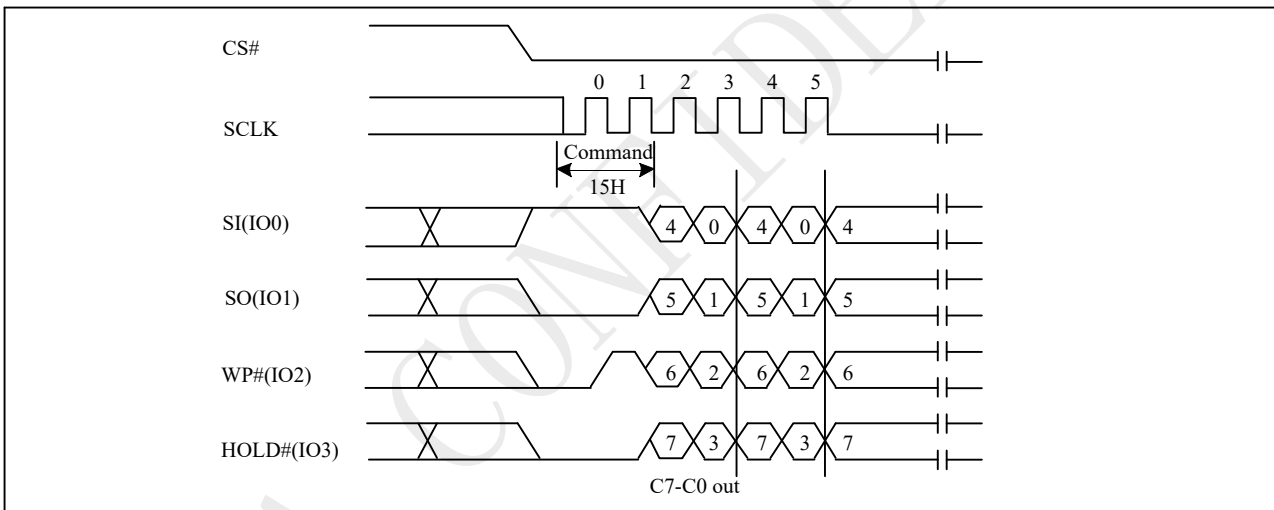 CS#
0 1 2 3 4 5
SCLK
Command
15H
SI(IO0) 4 0 4 0 4
SO(IO1) 5 1 5 1 5
WP#(IO2) 6 2 6 2 6
HOLD#(IO3) 7 3 7 3 7
C7-C0 out
CONFIDE